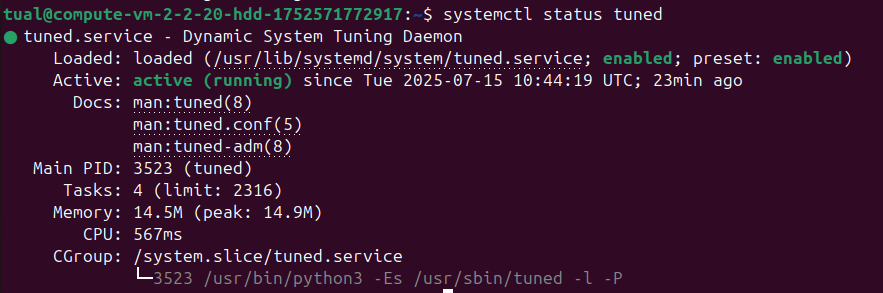 tual@compute-vm-2-2-20-hdd-1752571772917:~$ systemctl status tuned
● tuned.service - Dynamic System Tuning Daemon
     Loaded: loaded (/usr/lib/systemd/system/tuned.service; enabled; preset: enabled)
     Active: active (running) since Tue 2025-07-15 10:44:19 UTC; 23min ago
       Docs: man:tuned(8)
             man:tuned.conf(5)
             man:tuned-adm(8)
   Main PID: 3523 (tuned)
      Tasks: 4 (limit: 2316)
     Memory: 14.5M (peak: 14.9M)
        CPU: 567ms
     CGroup: /system.slice/tuned.service
             └─3523 /usr/bin/python3 -Es /usr/sbin/tuned -l -P